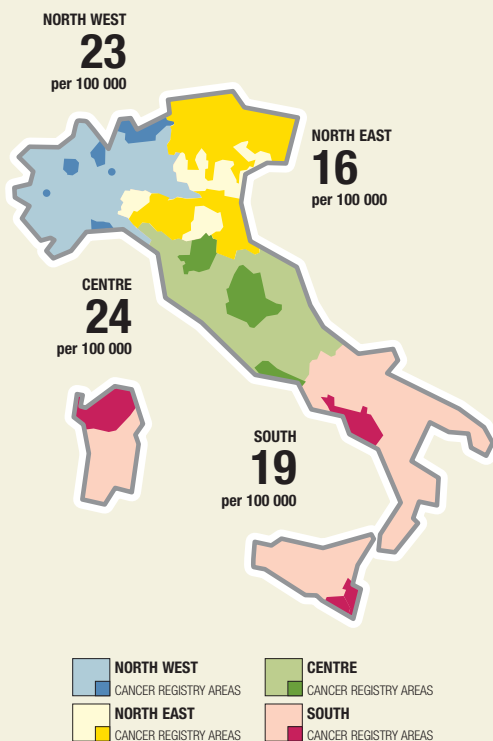 NORTH WEST
23
per 100 000
NORTH EAST
16
per 100 000
CENTRE
24
per 100 000
SOUTH
19
per 100 000
NORTH WEST
CANCER REGISTRY AREAS
CENTRE
CANCER REGISTRY AREAS
NORTH EAST
CANCER REGISTRY AREAS
SOUTH
CANCER REGISTRY AREAS